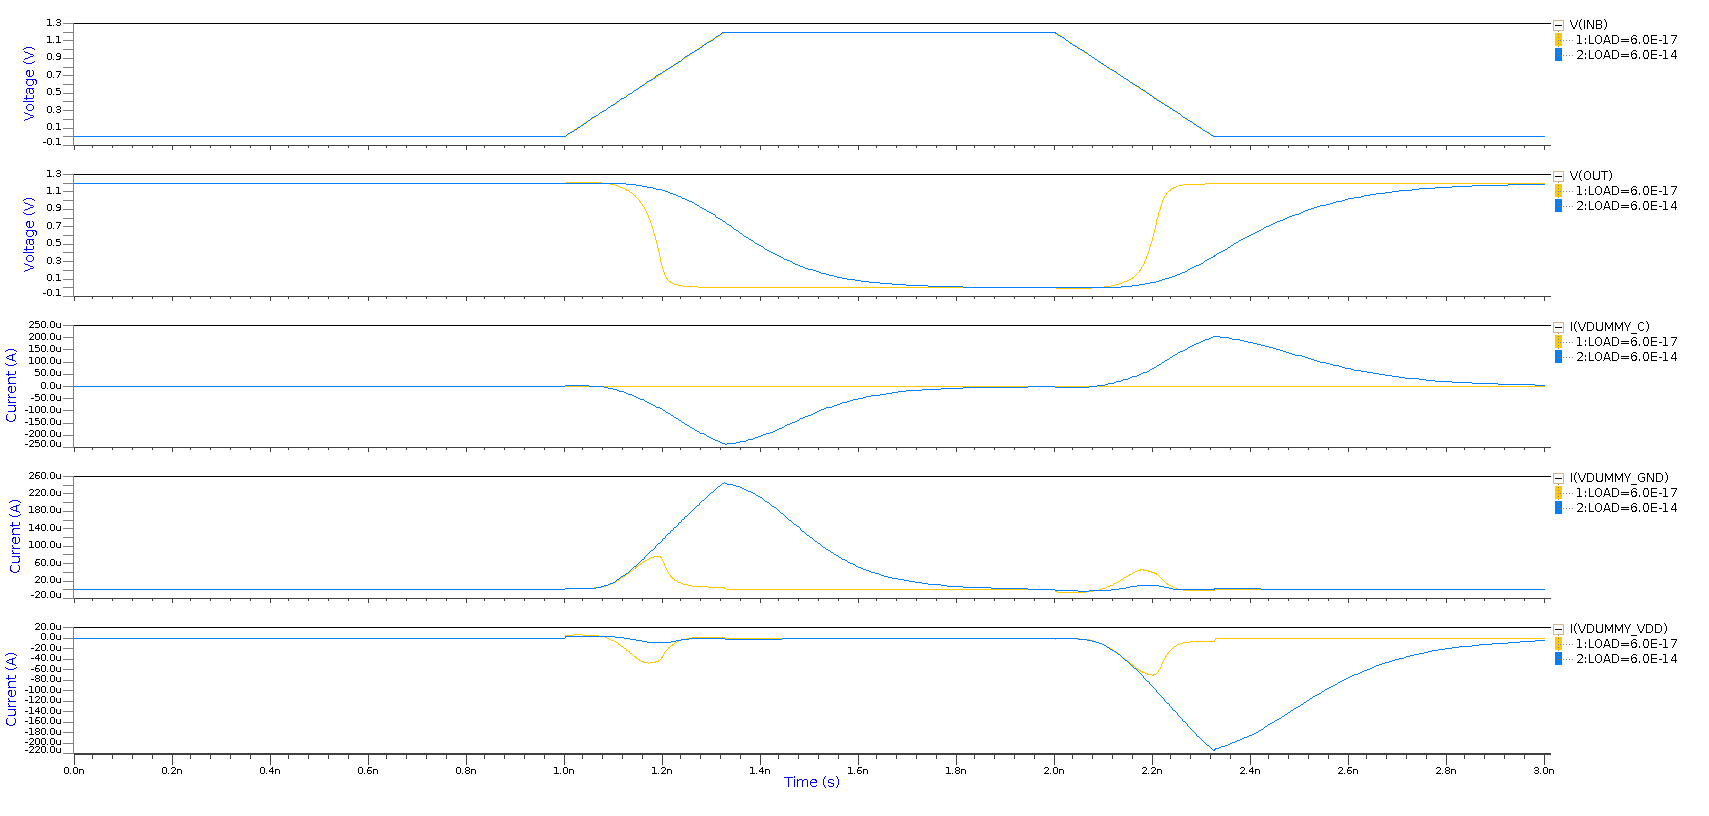 1.3
1.1
0.9
0.7
0.5
0.3
0.1
-0.1
Voltage (V)
V(INB)
1:LOAD=6.0E-17
2:LOAD=6.0E-14
1.3
1.1
0.9
0.7
0.5
0.3
0.1
-0.1
Voltage (V)
V(OUT)
1:LOAD=6.0E-17
2:LOAD=6.0E-14
250.0u
200.0u
150.0u
100.0u
50.0u
0.0u
-50.0u
-100.0u
-150.0u
-200.0u
-250.0u
Current (A)
I(VDUMMY_C)
1:LOAD=6.0E-17
2:LOAD=6.0E-14
260.0u
220.0u
180.0u
140.0u
100.0u
60.0u
20.0u
-20.0u
Current (A)
I(VDUMMY_GND)
1:LOAD=6.0E-17
2:LOAD=6.0E-14
20.0u
0.0u
-20.0u
-40.0u
-60.0u
-80.0u
-100.0u
-120.0u
-140.0u
-160.0u
-180.0u
-200.0u
-220.0u
Current (A)
I(VDUMMY_VDD)
1:LOAD=6.0E-17
2:LOAD=6.0E-14
0.0n 0.2n 0.4n 0.6n 0.8n 1.0n 1.2n 1.4n 1.6n 1.8n 2.0n 2.2n 2.4n 2.6n 2.8n 3.0n
Time (s)